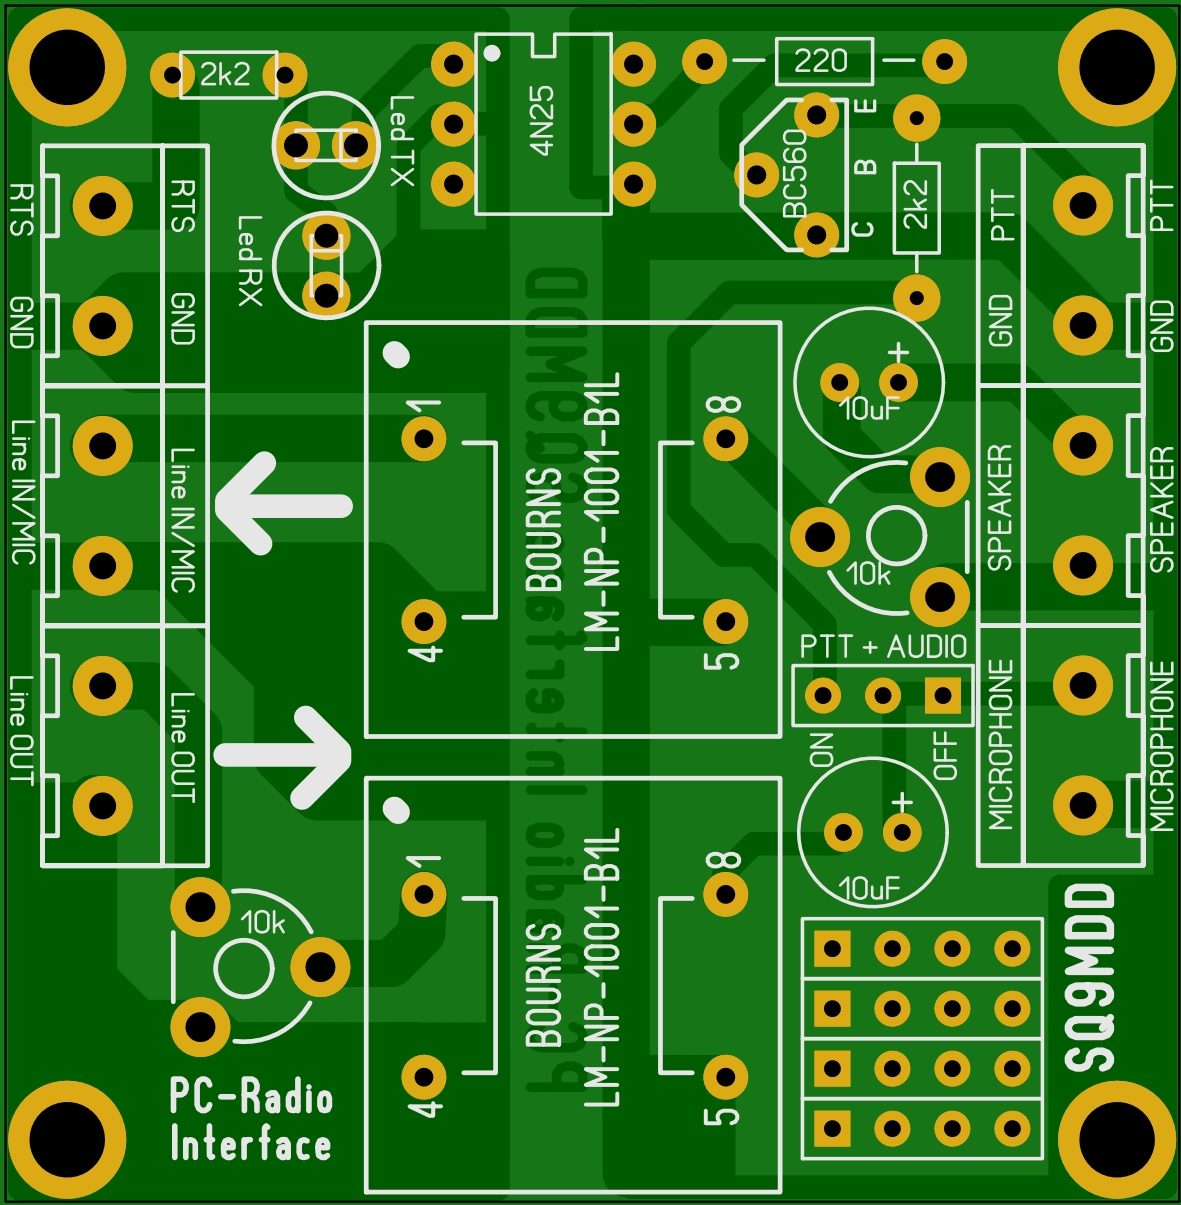 2k2
Led TX
Led RX
4N25
220
BC560
E
B
C
2k2
RTS
RTS
GND
GND
Line IN/MIC
Line IN/MIC
Line OUT
Line OUT
PTT
PTT
GND
GND
SPEAKER
SPEAKER
MICROPHONE
MICROPHONE
1
8
BOURNS
LM-NP-1001-B1L
4
5
+
10uF
10k
PTT + AUDIO
ON
OFF
+
10uF
1
8
BOURNS
LM-NP-1001-B1L
4
5
10k
PC-Radio
Interface
SQ9MDD